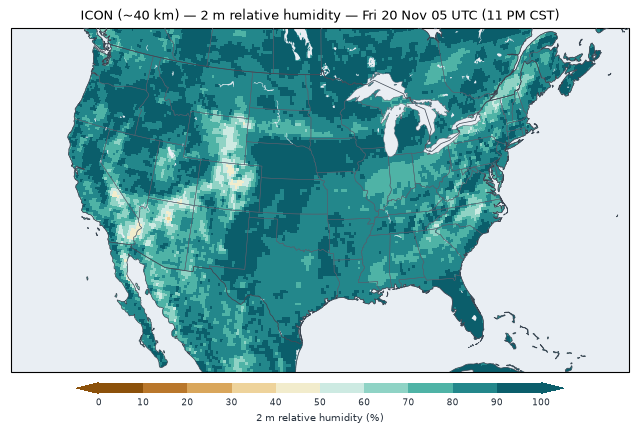 ICON (~40 km) — 2 m relative humidity — Fri 20 Nov 05 UTC (11 PM CST)
0 10 20 30 40 50 60 70 80 90 100
2 m relative humidity (%)